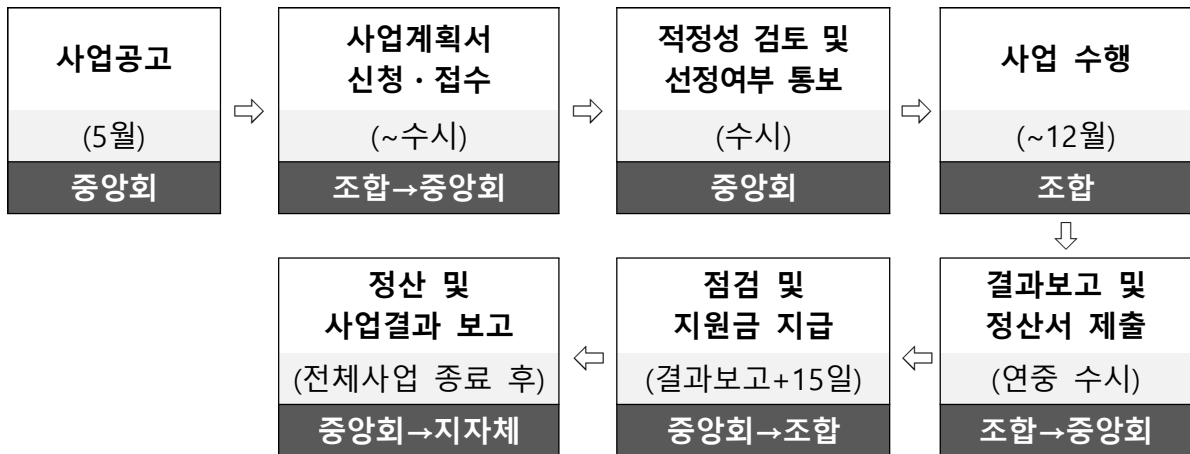 사업공고
(5월)
중앙회
⇨
사업계획서
신청 · 접수
(~수시)
조합→중앙회
⇨
적정성 검토 및
선정여부 통보
(수시)
중앙회
⇨
사업 수행
(~12월)
조합
⇩
결과보고 및
정산서 제출
(연중 수시)
조합→중앙회
⇦
점검 및
지원금 지급
(결과보고+15일)
중앙회→조합
⇦
정산 및
사업결과 보고
(전체사업 종료 후)
중앙회→지자체